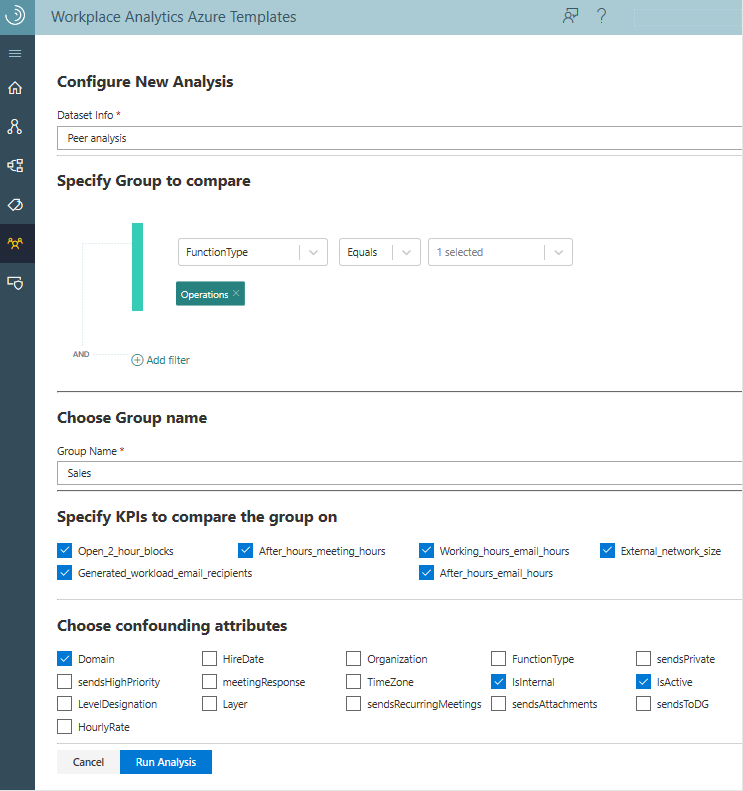 Workplace Analytics Azure Templates
?
Configure New Analysis
Dataset Info *
Peer analysis
Specify Group to compare
FunctionType Equals 1 selected
Operations ×
AND
Add filter
Choose Group name
Group Name *
Sales
Specify KPIs to compare the group on
Open_2_hour_blocks After_hours_meeting_hours Working_hours_email_hours External_network_size
Generated_workload_email_recipients After_hours_email_hours
Choose confounding attributes
Domain HireDate Organization FunctionType sendsPrivate
sendsHighPriority meetingResponse TimeZone IsInternal IsActive
LevelDesignation Layer sendsRecurringMeetings sendsAttachments sendsToDG
HourlyRate
Cancel Run Analysis